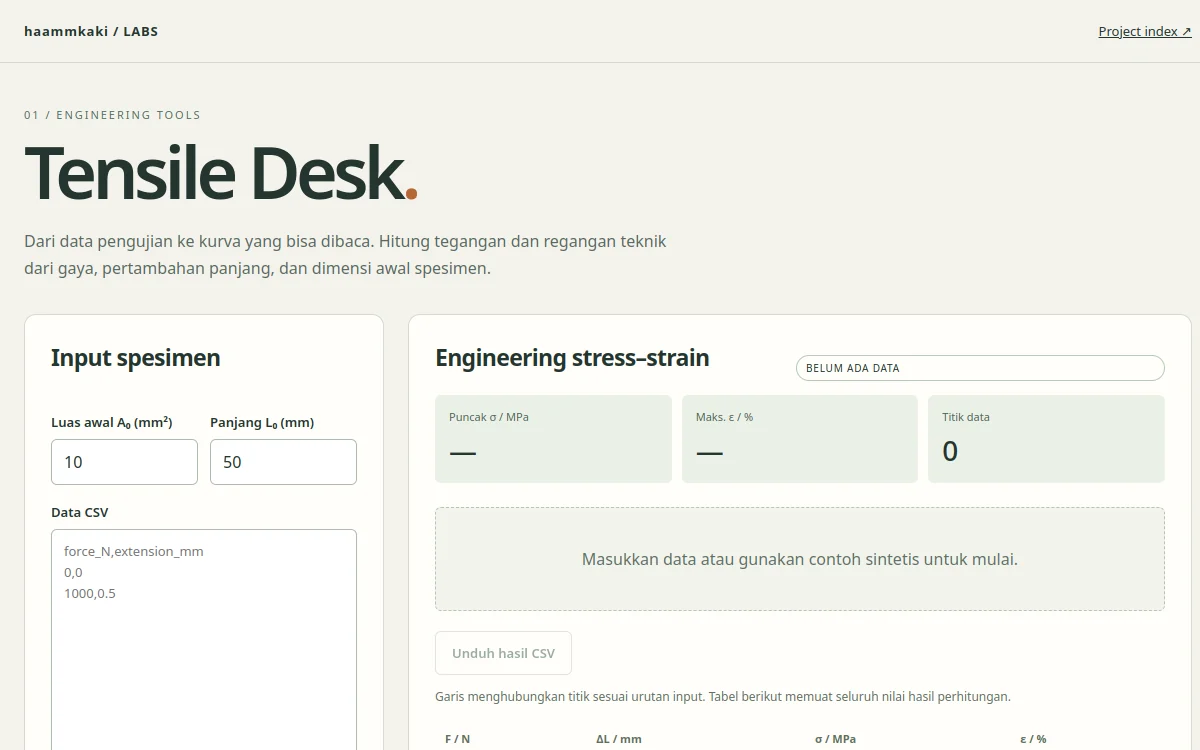 haammkaki / LABS
Project index ↗
01 / ENGINEERING TOOLS
Tensile Desk.
Dari data pengujian ke kurva yang bisa dibaca. Hitung tegangan dan regangan teknik
dari gaya, pertambahan panjang, dan dimensi awal spesimen.
Input spesimen
Luas awal A₀ (mm²)
Panjang L₀ (mm)
10
50
Data CSV
force_N,extension_mm
0,0
1000,0.5
Engineering stress–strain
BELUM ADA DATA
Puncak σ / MPa
—
Maks. ε / %
—
Titik data
0
Masukkan data atau gunakan contoh sintetis untuk mulai.
Unduh hasil CSV
Garis menghubungkan titik sesuai urutan input. Tabel berikut memuat seluruh nilai hasil perhitungan.
F / N ΔL / mm σ / MPa ε / %